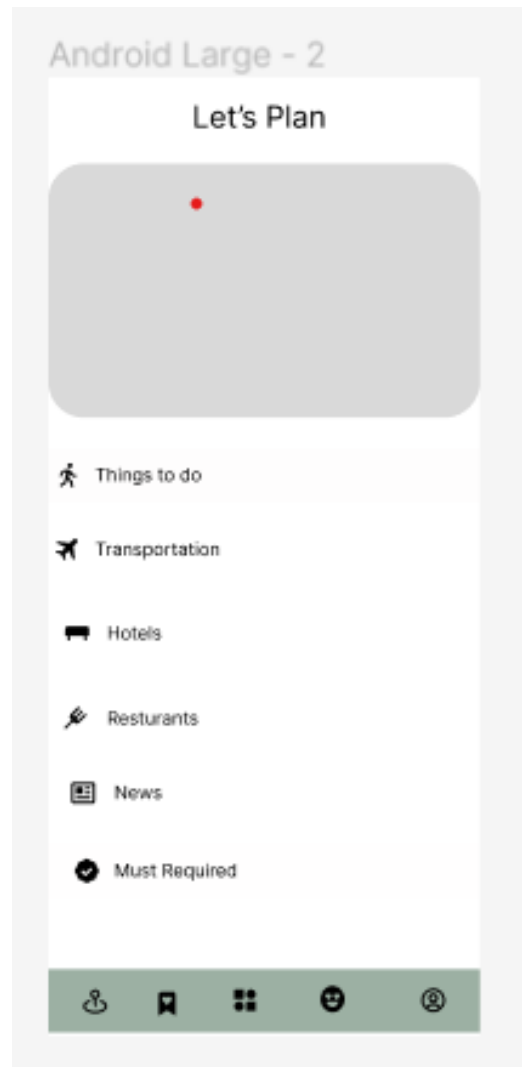 Android Large - 2
Let's Plan
Things to do
Transportation
Hotels
Resturants
News
Must Required